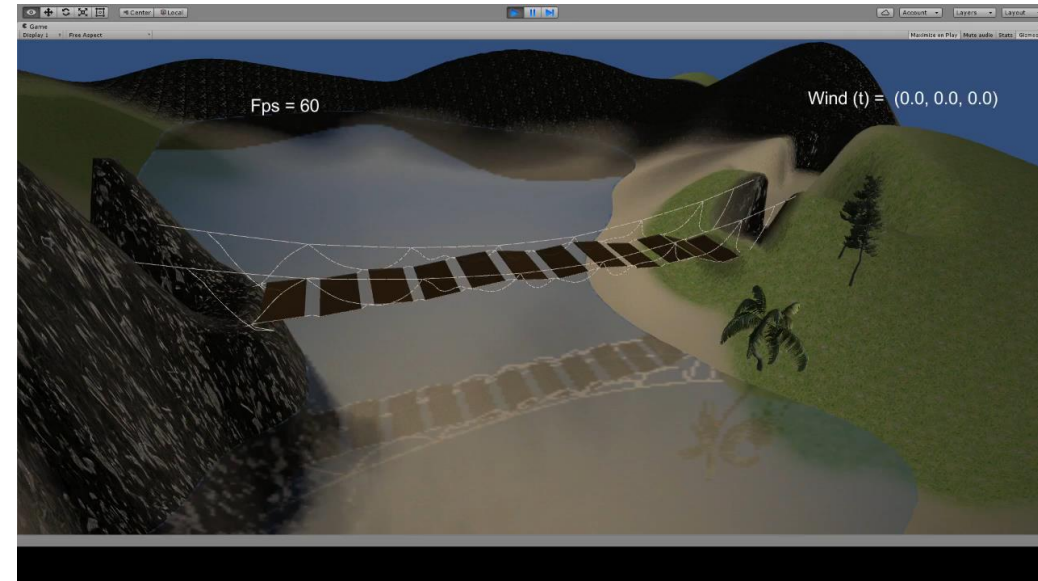 Center Local Account Layers Layout
Game
Display 1 Free Aspect Maximize on Play Mute audio Stats Gizmos
Fps = 60
Wind (t) = (0.0, 0.0, 0.0)